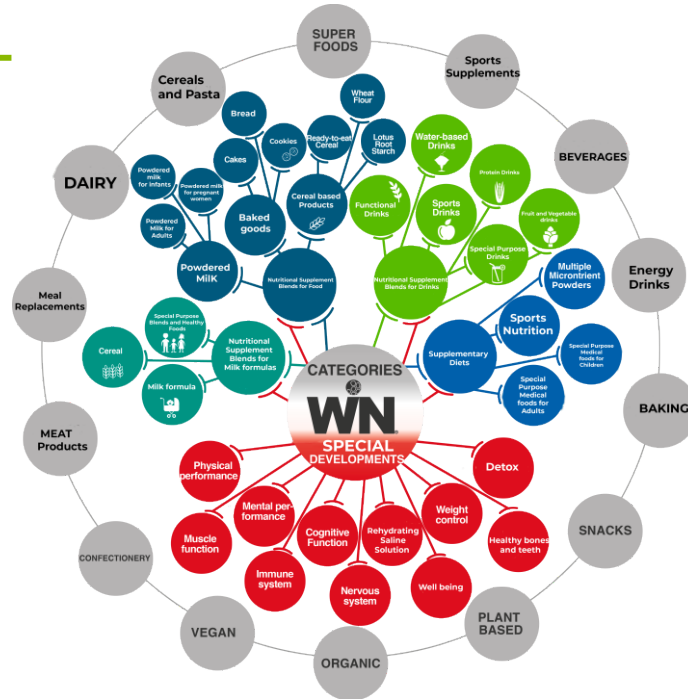 SUPER
FOODS
Sports
Supplements
BEVERAGES
Energy
Drinks
BAKING
SNACKS
PLANT
BASED
ORGANIC
VEGAN
CONFECTIONERY
MEAT
Products
Meal
Replacements
DAIRY
Cereals
and Pasta
Bread
Cookies
Cakes
Baked
goods
Wheat
Flour
Ready-to-eat
Cereal
Lotus
Root
Starch
Cereal based
Products
Powdered
milk
for infants
Powdered milk
for pregnant
women
Powdered
Milk for
Adults
Powdered
MilK
Nutritional Supplement
Blends for Food
Water-based
Drinks
Protein Drinks
Functional
Drinks
Sports
Drinks
Fruit and Vegetable
drinks
Special Purpose
Drinks
Nutritional Supplement
Blends for Drinks
Multiple
Micronutrient
Powders
Sports
Nutrition
Special Purpose
Medical
foods for
Children
Special
Purpose
Medical
foods for
Adults
Supplementary
Diets
Special Purpose
Blends and Healthy
Foods
Cereal
Milk formula
Nutritional
Supplement
Blends for
Milk formulas
CATEGORIES
WN
SPECIAL
DEVELOPMENTS
Physical
performance
Muscle
function
Mental per-
formance
Immune
system
Cognitive
Function
Nervous
system
Rehydrating
Saline
Solution
Well being
Weight
control
Healthy bones
and teeth
Detox